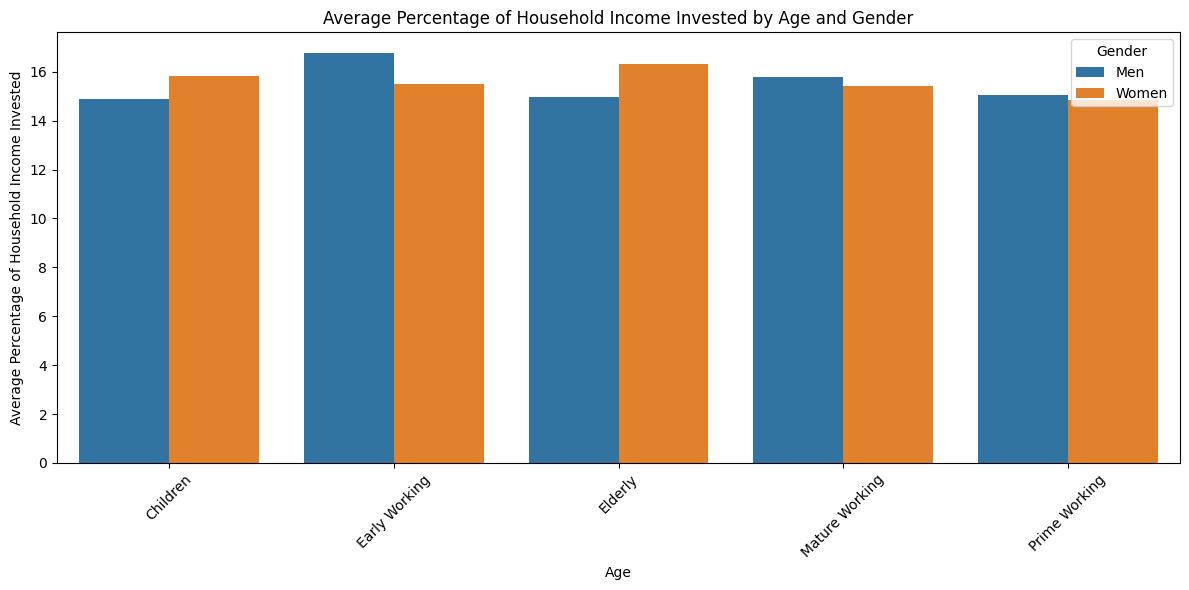 Average Percentage of Household Income Invested by Age and Gender
Average Percentage of Household Income Invested
16
14
12
10
8
6
4
2
0
Gender
Men
Women
Children
Early Working
Elderly
Mature Working
Prime Working
Age